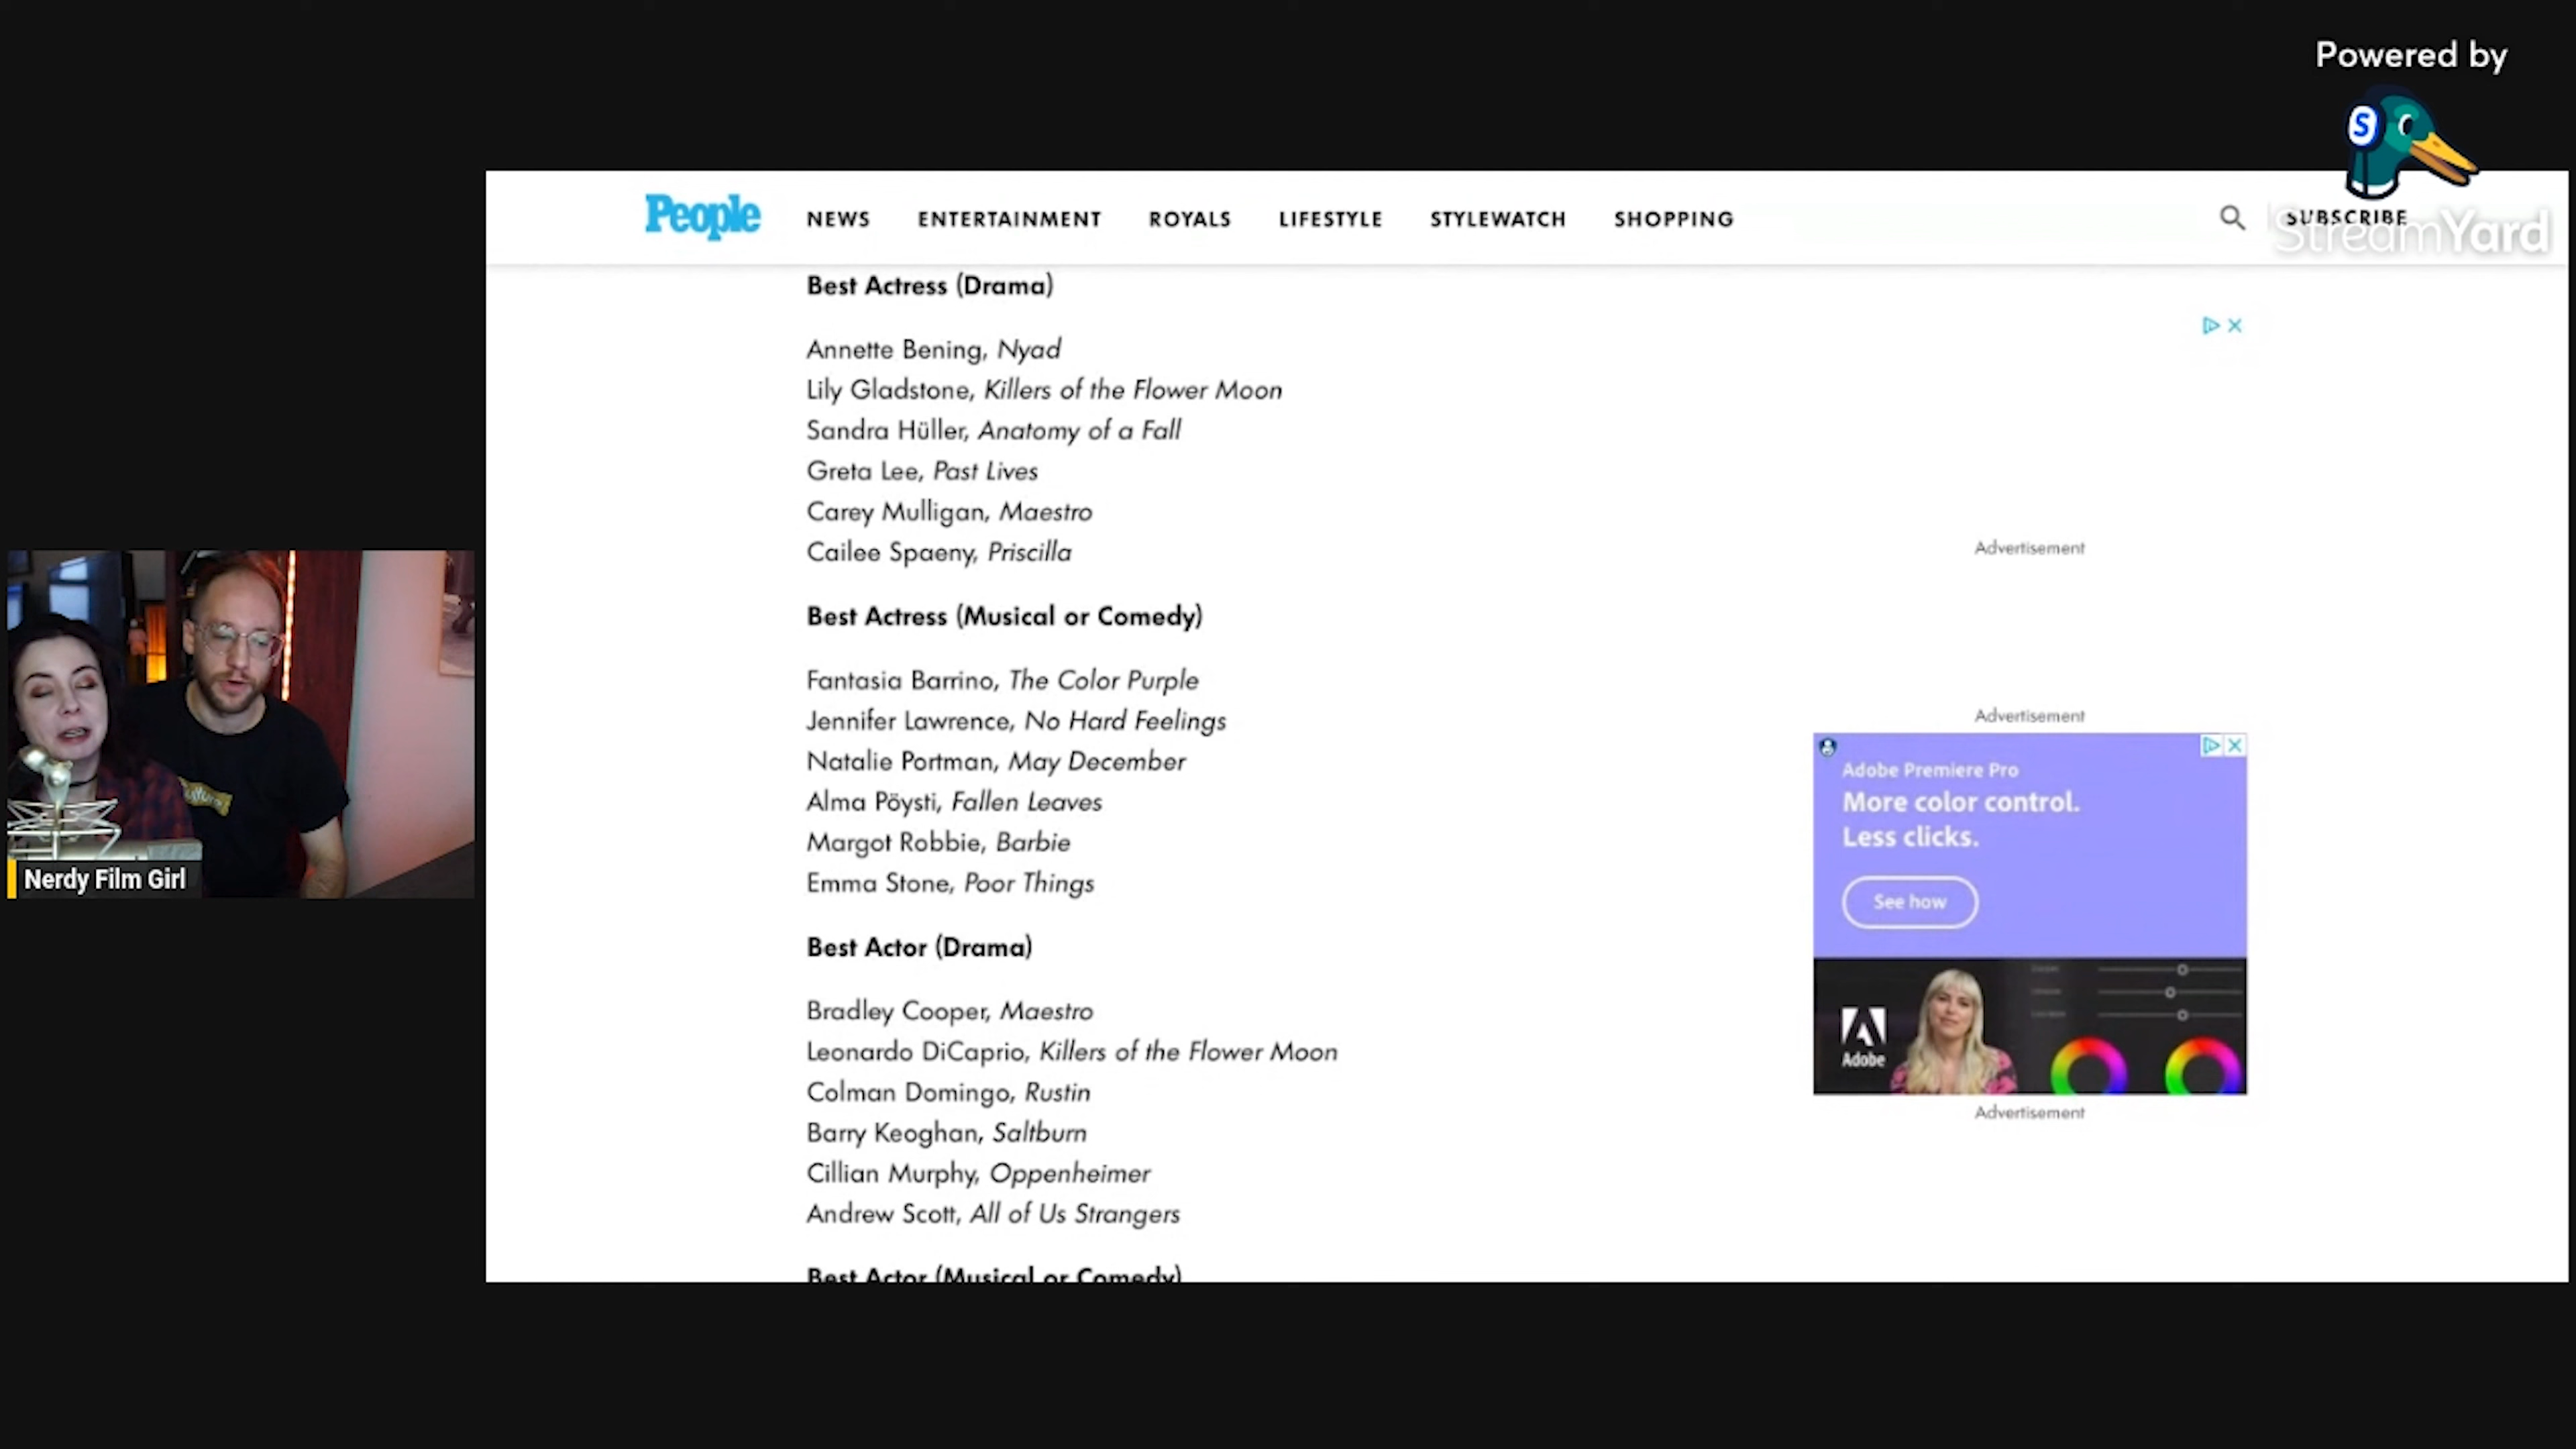 Powered by
S
StreamYard
People
NEWS
ENTERTAINMENT
ROYALS
LIFESTYLE
STYLEWATCH
SHOPPING
SUBSCRIBE
Best Actress (Drama)
Annette Bening, Nyad
Lily Gladstone, Killers of the Flower Moon
Sandra Hüller, Anatomy of a Fall
Greta Lee, Past Lives
Carey Mulligan, Maestro
Cailee Spaeny, Priscilla
Best Actress (Musical or Comedy)
Fantasia Barrino, The Color Purple
Jennifer Lawrence, No Hard Feelings
Natalie Portman, May December
Alma Pöysti, Fallen Leaves
Margot Robbie, Barbie
Emma Stone, Poor Things
Best Actor (Drama)
Bradley Cooper, Maestro
Leonardo DiCaprio, Killers of the Flower Moon
Colman Domingo, Rustin
Barry Keoghan, Saltburn
Cillian Murphy, Oppenheimer
Andrew Scott, All of Us Strangers
Best Actor (Musical or Comedy)
Advertisement
Advertisement
Adobe Premiere Pro
More color control.
Less clicks.
See how
Adobe
Advertisement
Nerdy Film Girl